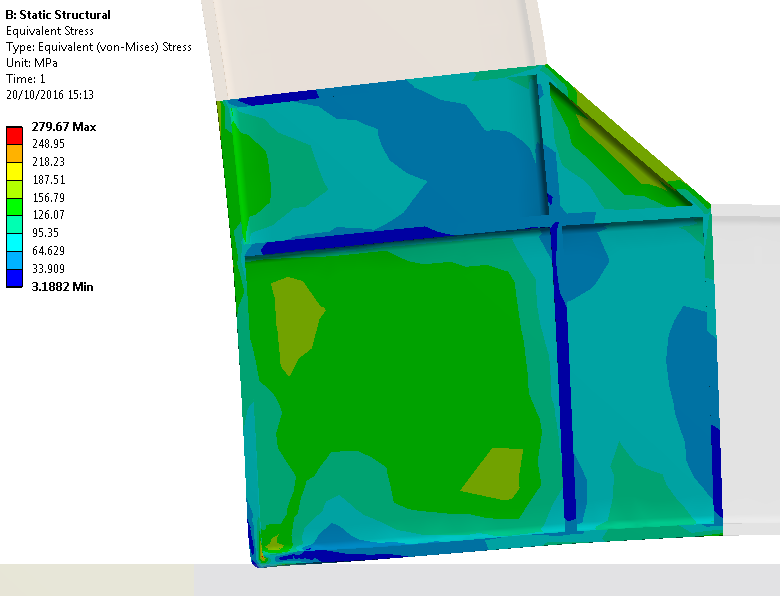 B: Static Structural
Equivalent Stress
Type: Equivalent (von-Mises) Stress
Unit: MPa
Time: 1
20/10/2016 15:13
279.67 Max
248.95
218.23
187.51
156.79
126.07
95.35
64.629
33.909
3.1882 Min